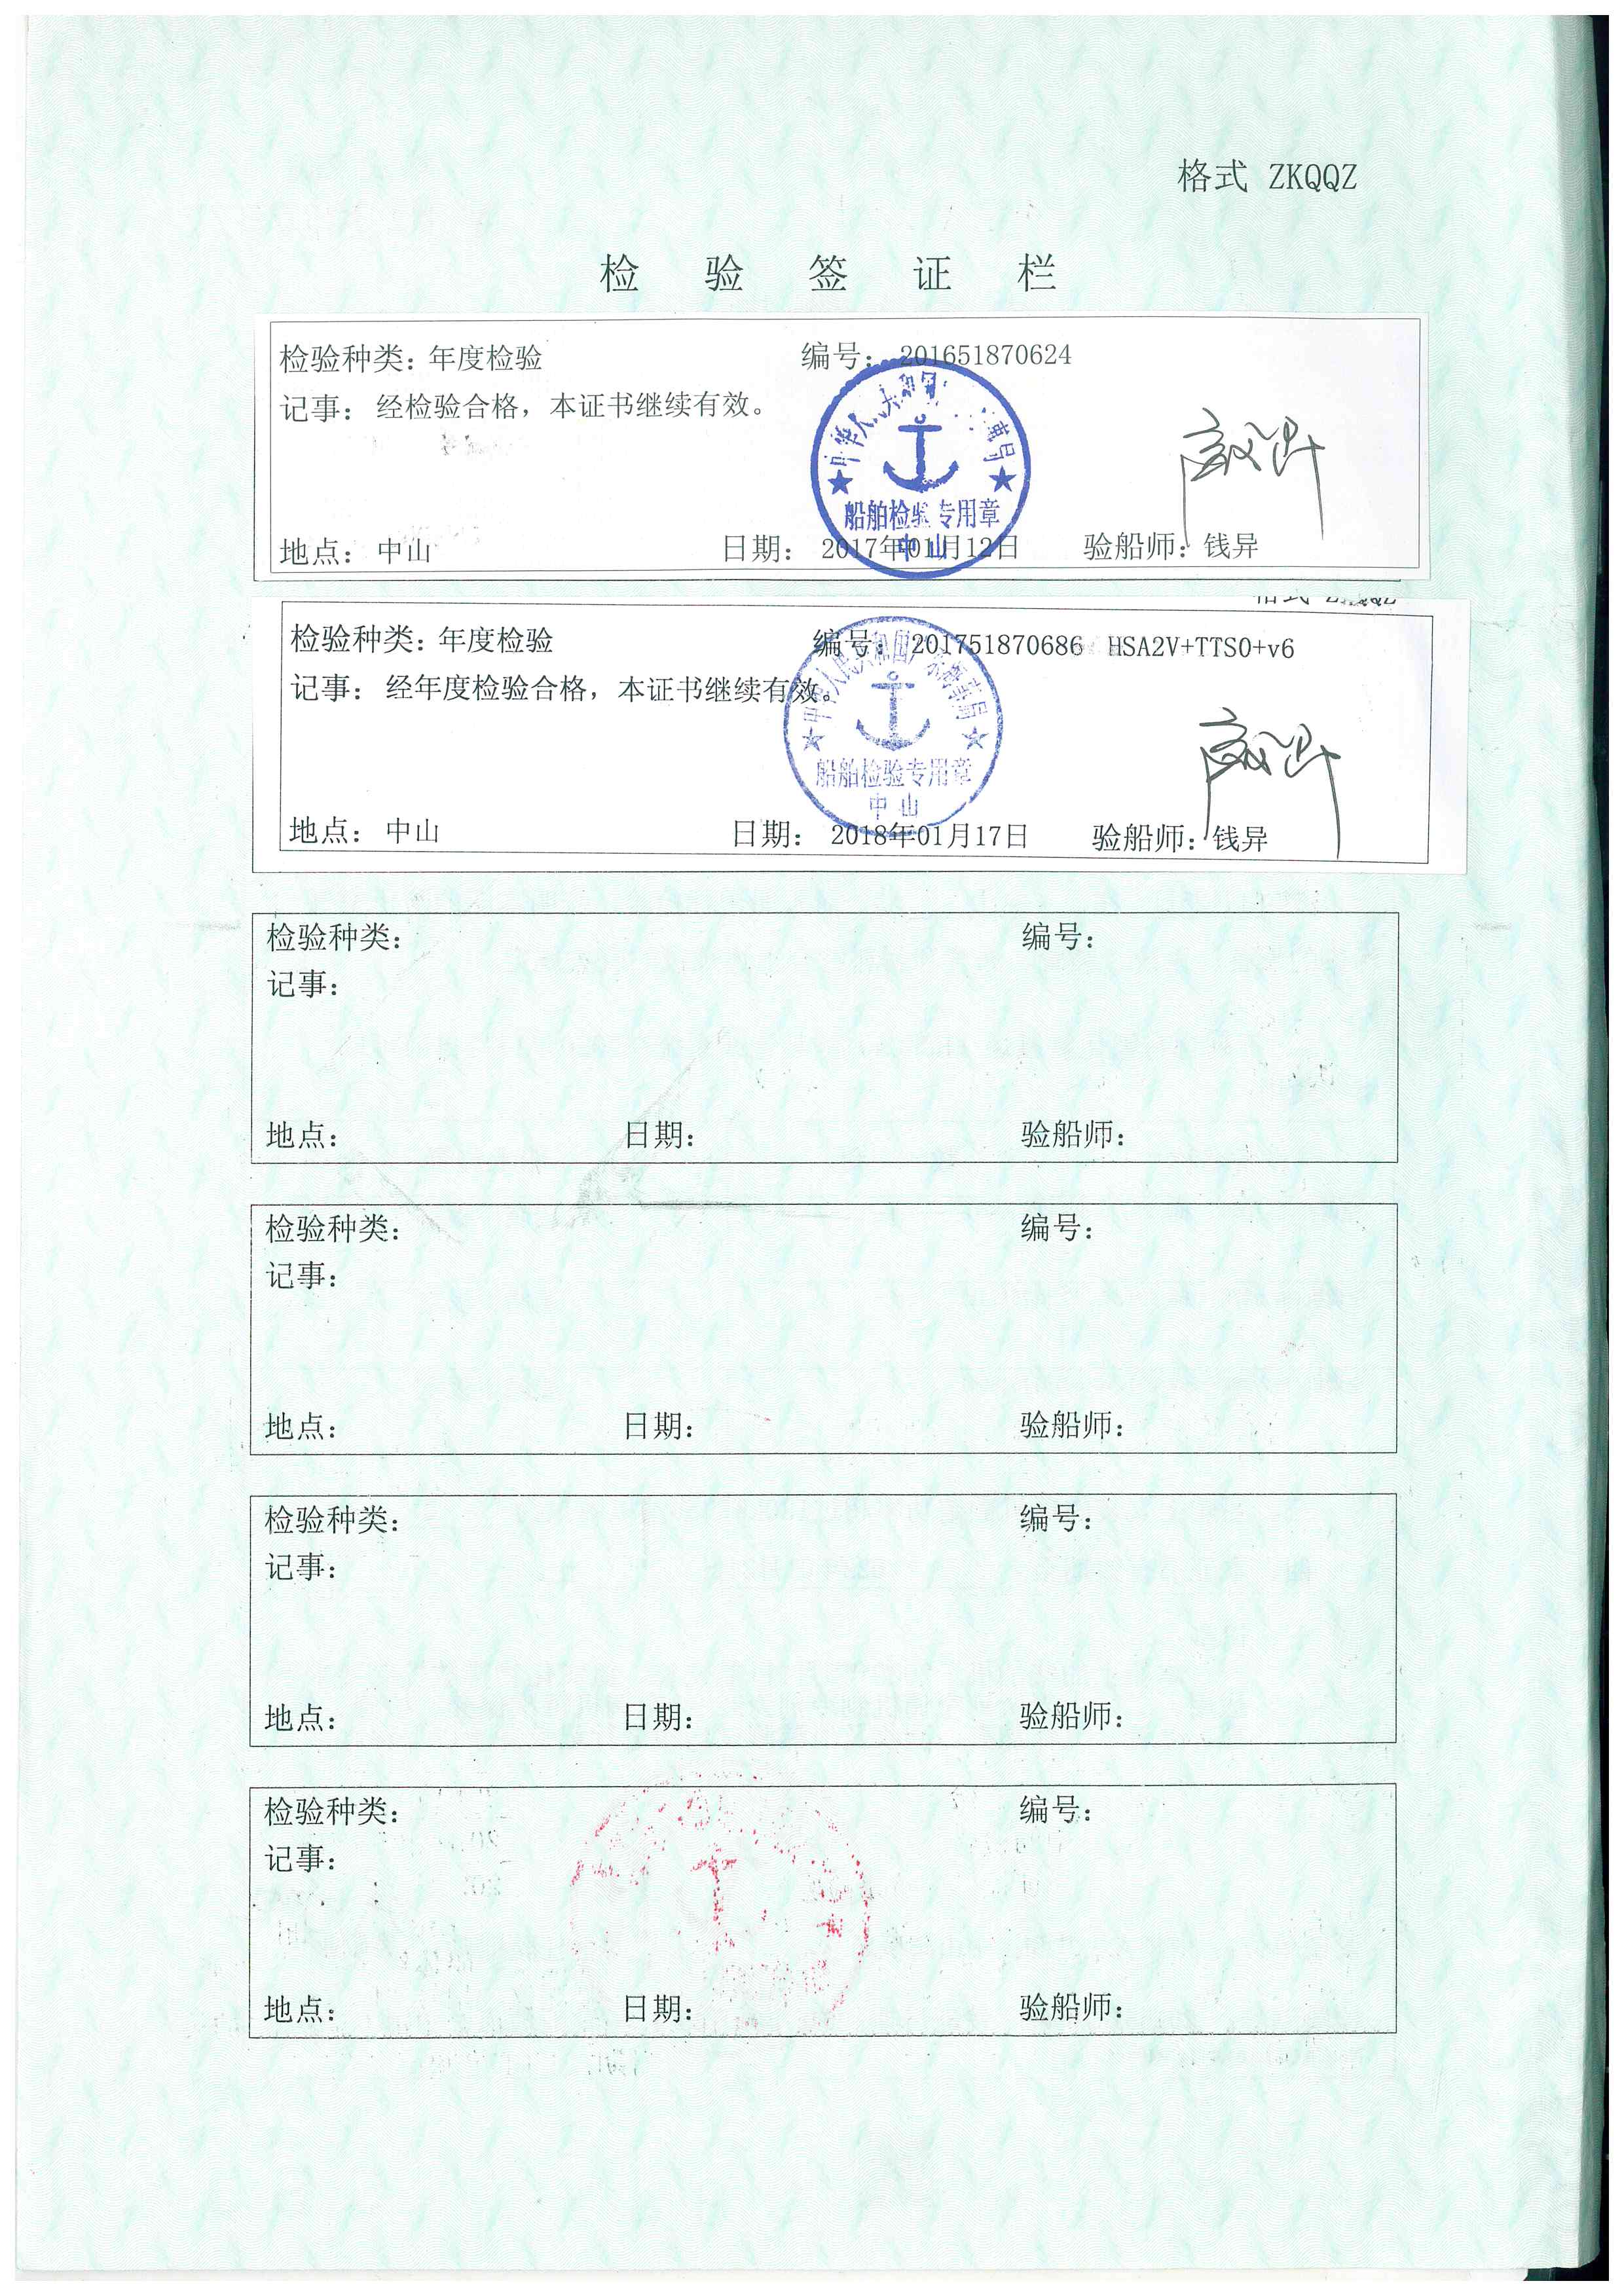 格式 ZKQQZ
检验签证栏
检验种类：年度检验 编号：201651870624
记事：经检验合格，本证书继续有效。
船舶检验专用章
中山
地点：中山 日期：2017年01月12日 验船师：钱异
检验种类：年度检验 编号：201751870686 HSA2V+TTS0+v6
记事：经年度检验合格，本证书继续有效。
中华人民共和国广东海事局
船舶检验专用章
中山
地点：中山 日期：2018年01月17日 验船师：钱异
检验种类： 编号：
记事：
地点： 日期： 验船师：
检验种类： 编号：
记事：
地点： 日期： 验船师：
检验种类： 编号：
记事：
地点： 日期： 验船师：
检验种类： 编号：
记事：
地点： 日期： 验船师：